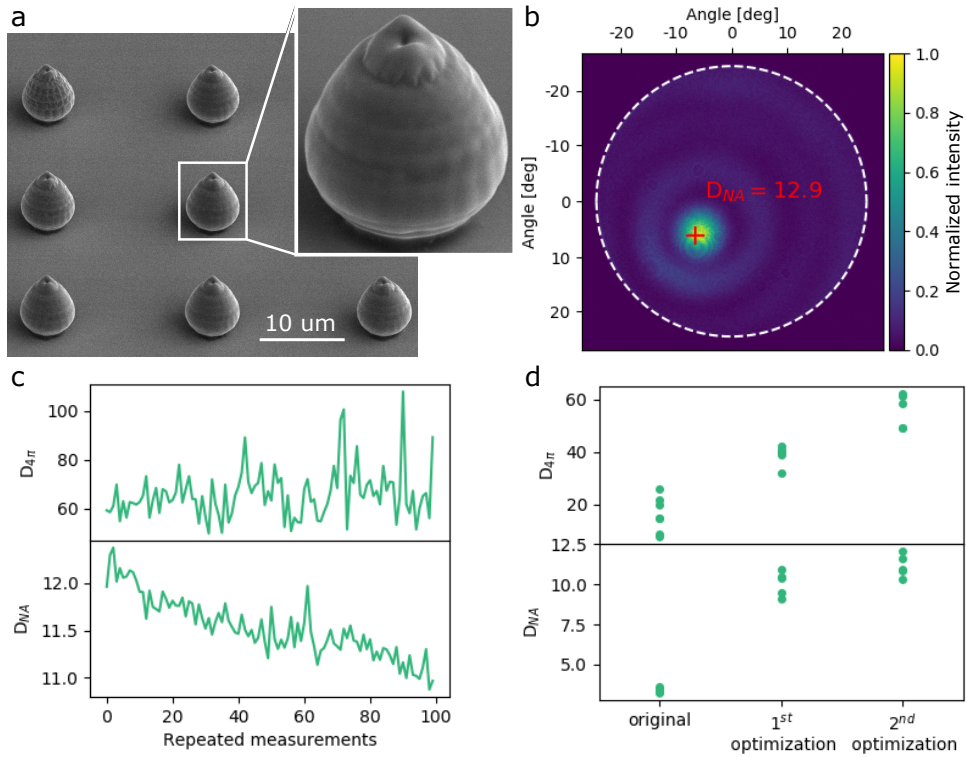 a
10 um
b
Angle [deg]
-20 -10 0 10 20
Angle [deg]
-20
-10
0
10
20
D_NA = 12.9
1.0
0.8
0.6
0.4
0.2
0.0
Normalized intensity
c
D_4π
100
80
60
D_NA
12.0
11.5
11.0
0 20 40 60 80 100
Repeated measurements
d
D_4π
60
40
20
D_NA
12.5
10.0
7.5
5.0
original 1^st optimization 2^nd optimization